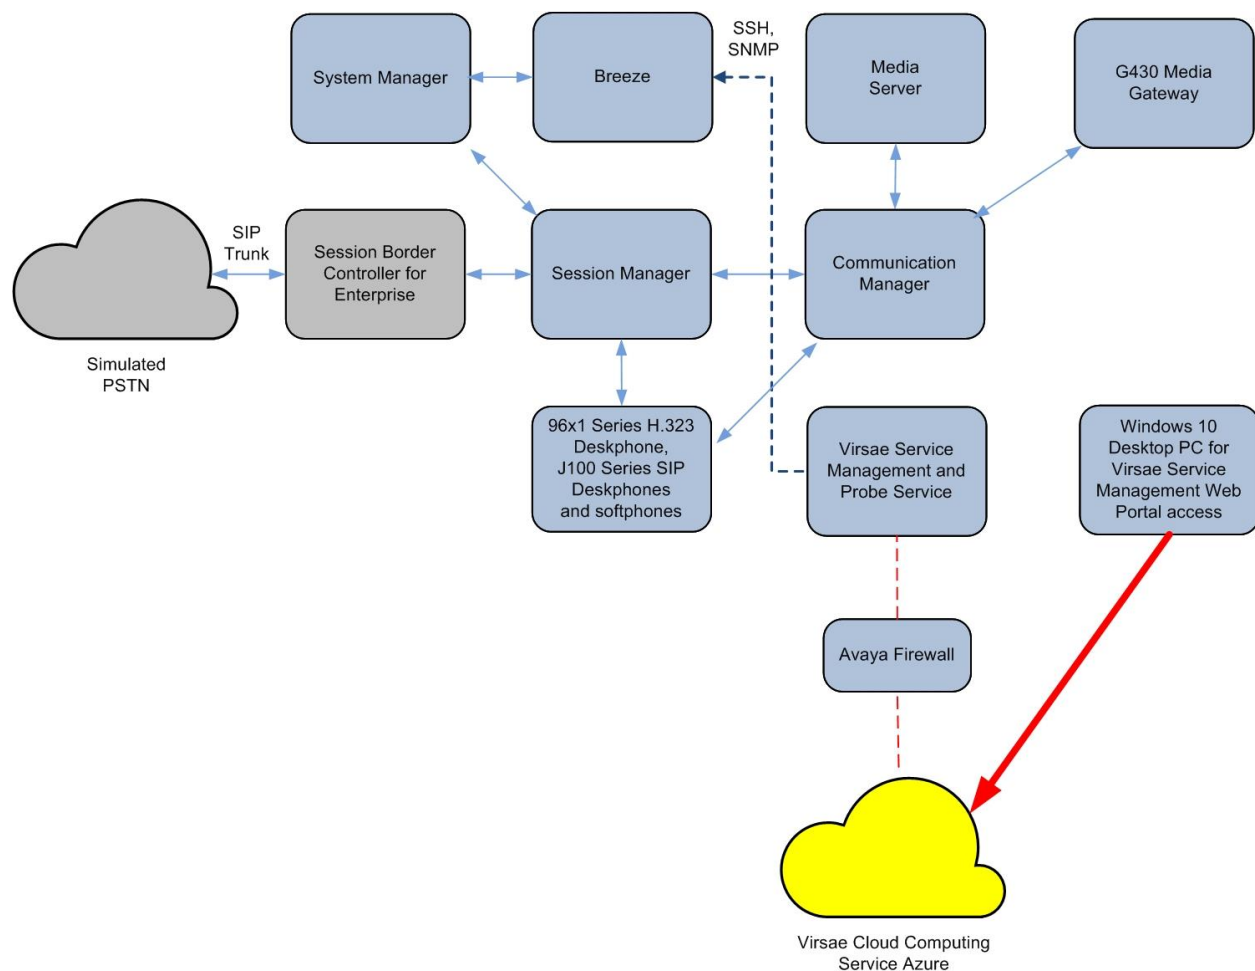 System Manager
Breeze
SSH,
SNMP
Media
Server
G430 Media
Gateway
SIP
Trunk
Session Border
Controller for
Enterprise
Session Manager
Communication
Manager
Simulated
PSTN
96x1 Series H.323
Deskphone,
J100 Series SIP
Deskphones
and softphones
Virsae Service
Management and
Probe Service
Windows 10
Desktop PC for
Virsae Service
Management Web
Portal access
Avaya Firewall
Virsae Cloud Computing
Service Azure